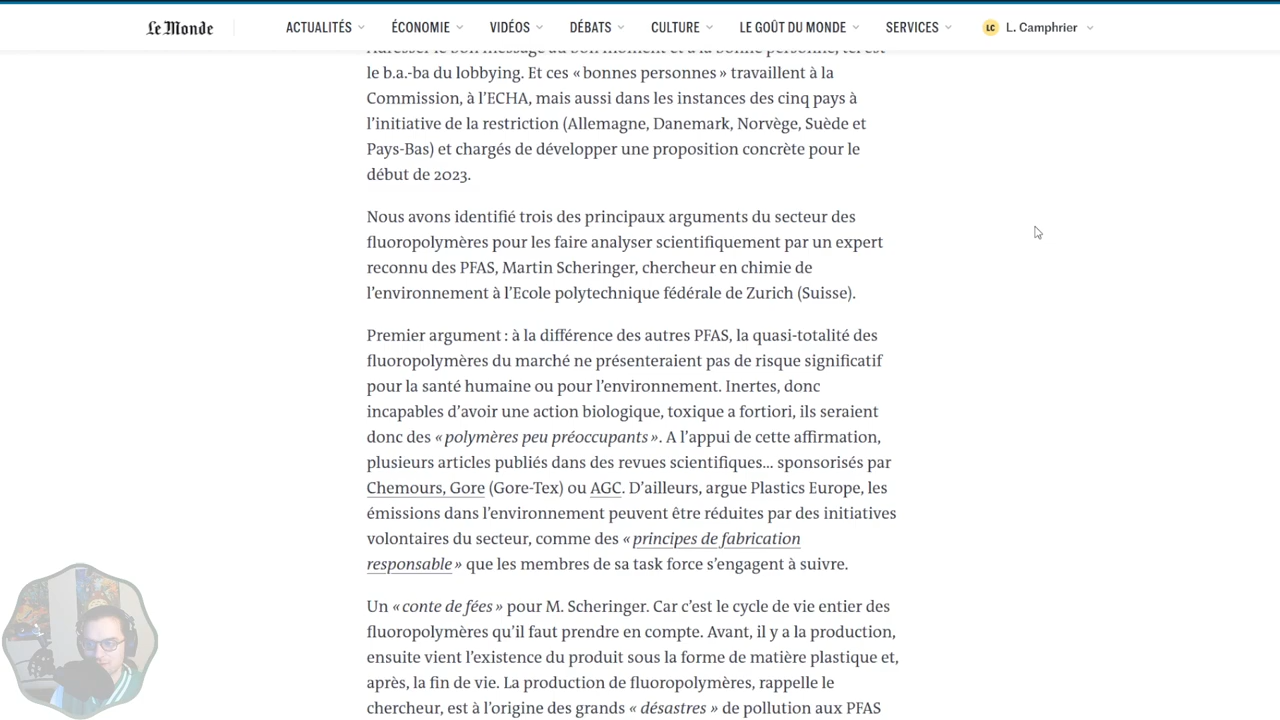 Le Monde
ACTUALITÉS
ÉCONOMIE
VIDÉOS
DÉBATS
CULTURE
LE GOÛT DU MONDE
SERVICES
LC
L. Camphrier
Adresser le bon message au bon moment et à la bonne personne, tel est
le b.a.-ba du lobbying. Et ces « bonnes personnes » travaillent à la
Commission, à l’ECHA, mais aussi dans les instances des cinq pays à
l’initiative de la restriction (Allemagne, Danemark, Norvège, Suède et
Pays-Bas) et chargés de développer une proposition concrète pour le
début de 2023.
Nous avons identifié trois des principaux arguments du secteur des
fluoropolymères pour les faire analyser scientifiquement par un expert
reconnu des PFAS, Martin Scheringer, chercheur en chimie de
l’environnement à l’Ecole polytechnique fédérale de Zurich (Suisse).
Premier argument : à la différence des autres PFAS, la quasi-totalité des
fluoropolymères du marché ne présenteraient pas de risque significatif
pour la santé humaine ou pour l’environnement. Inertes, donc
incapables d’avoir une action biologique, toxique a fortiori, ils seraient
donc des « polymères peu préoccupants ». A l’appui de cette affirmation,
plusieurs articles publiés dans des revues scientifiques… sponsorisés par
Chemours, Gore (Gore-Tex) ou AGC. D’ailleurs, argue Plastics Europe, les
émissions dans l’environnement peuvent être réduites par des initiatives
volontaires du secteur, comme des « principes de fabrication
responsable » que les membres de sa task force s’engagent à suivre.
Un « conte de fées » pour M. Scheringer. Car c’est le cycle de vie entier des
fluoropolymères qu’il faut prendre en compte. Avant, il y a la production,
ensuite vient l’existence du produit sous la forme de matière plastique et,
après, la fin de vie. La production de fluoropolymères, rappelle le
chercheur, est à l’origine des grands « désastres » de pollution aux PFAS